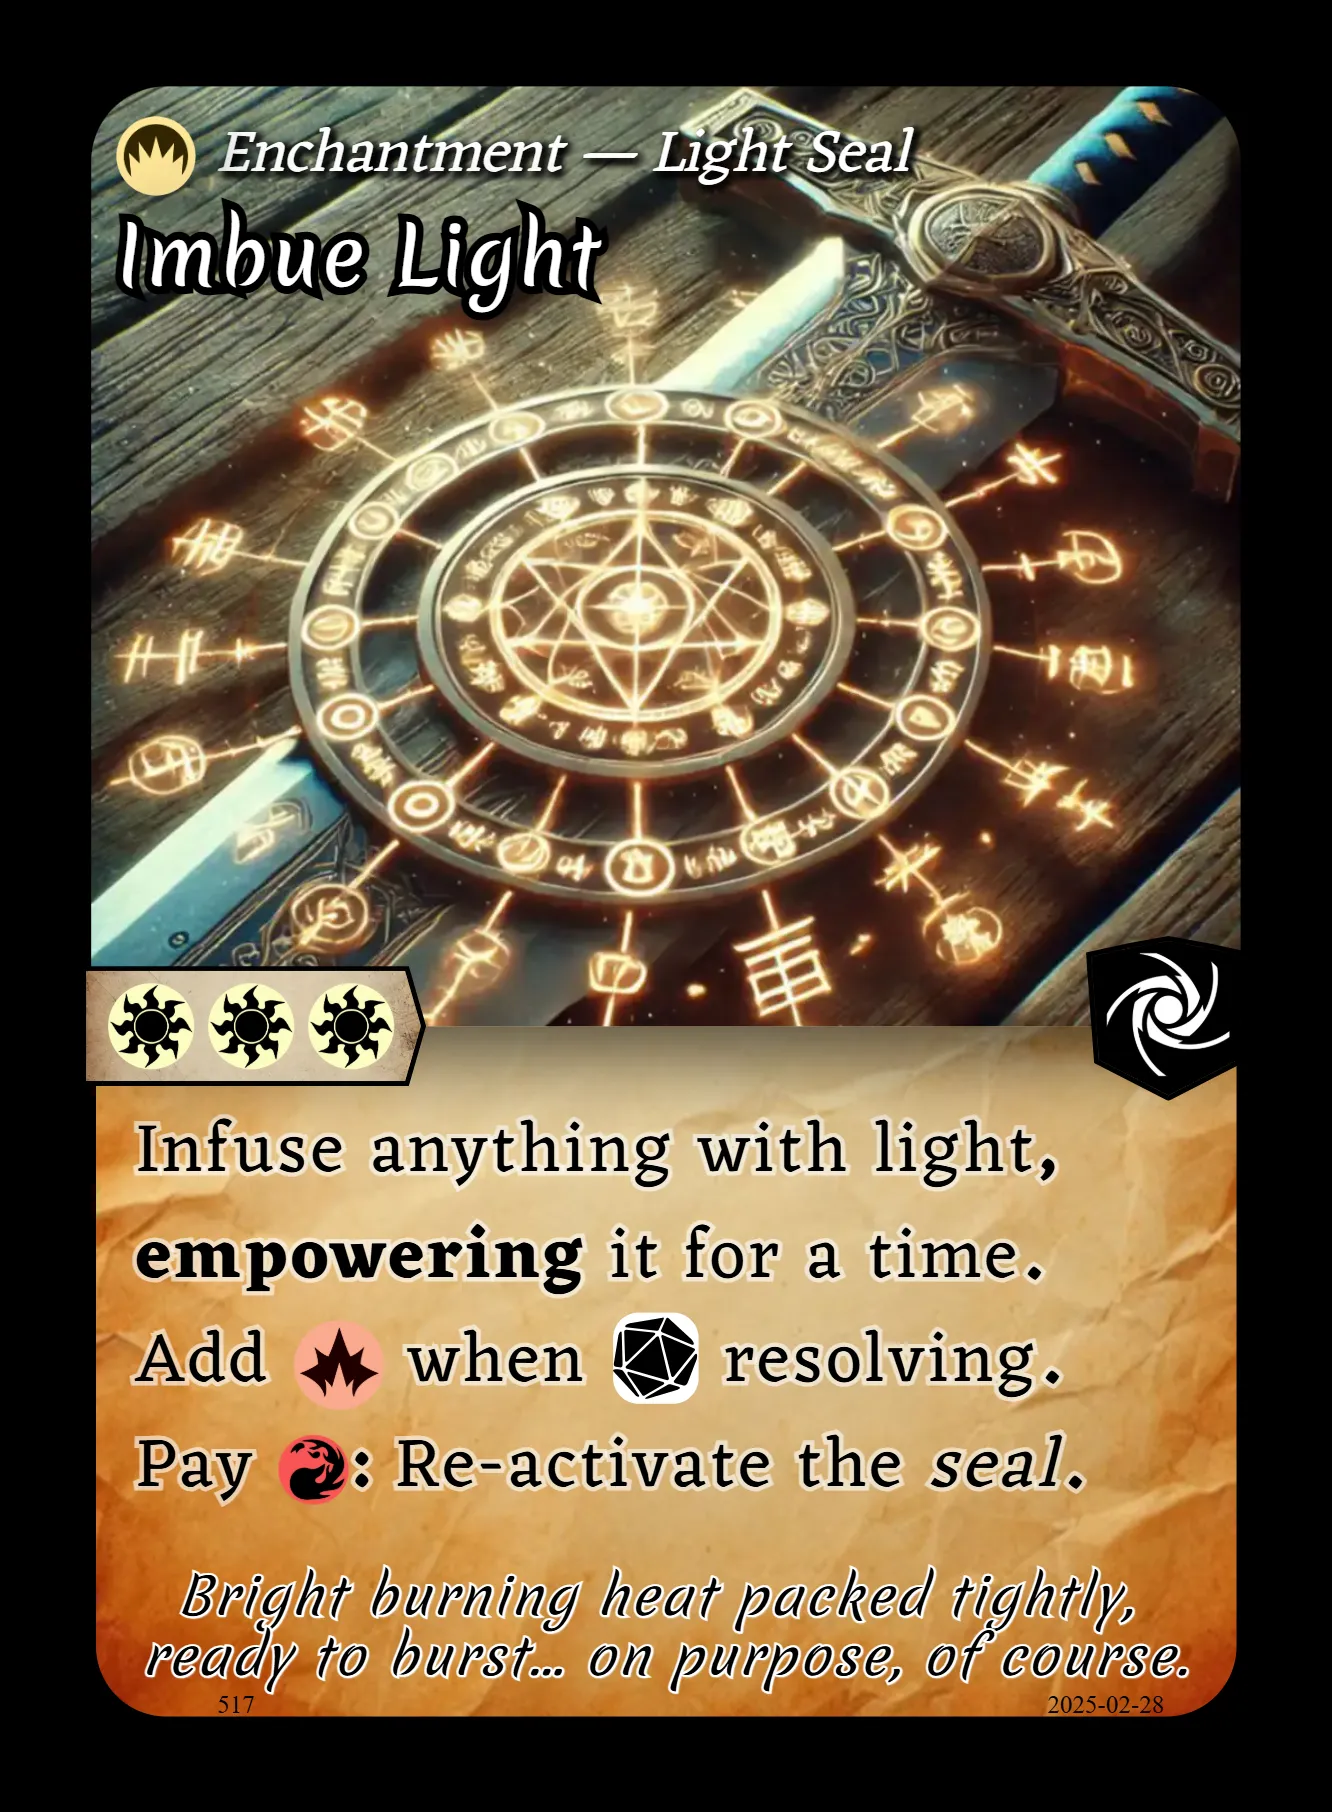 Enchantment — Light Seal
Imbue Light
Infuse anything with light,
empowering it for a time.
Add when resolving.
Pay : Re-activate the seal.
Bright burning heat packed tightly,
ready to burst... on purpose, of course.
517
2025-02-28